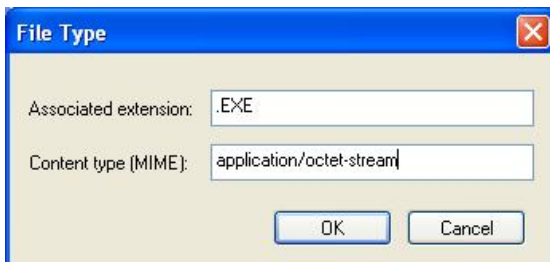 File Type
Associated extension: .EXE
Content type (MIME): application/octet-stream
OK Cancel